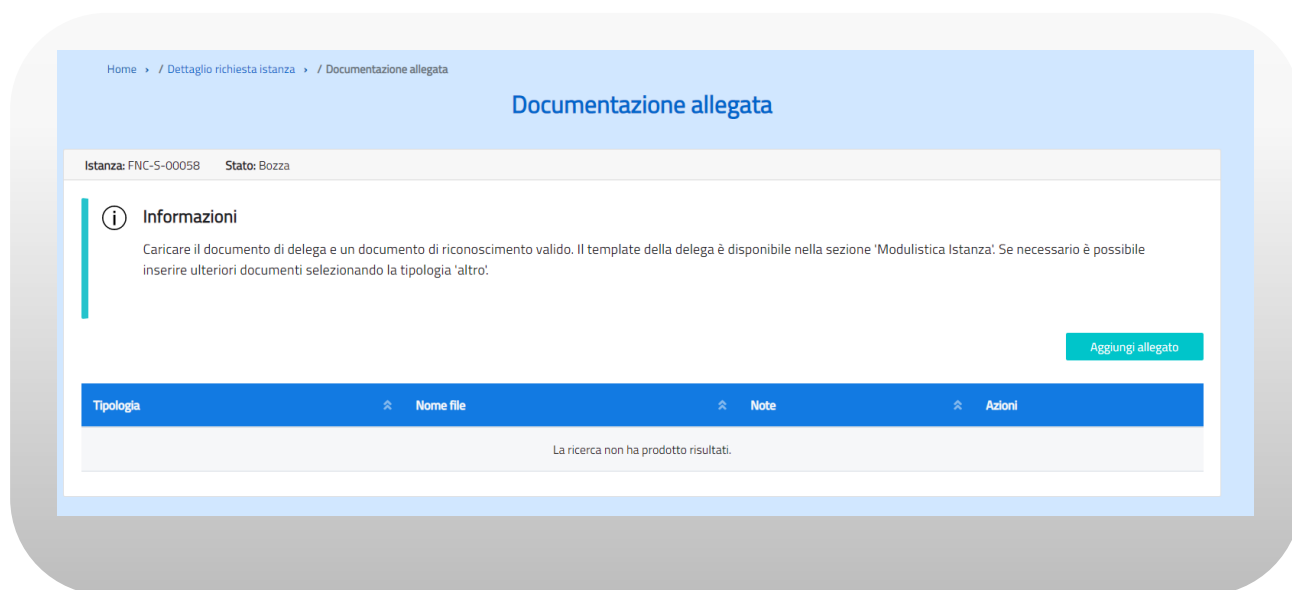 Home › / Dettaglio richiesta istanza › / Documentazione allegata
Documentazione allegata
Istanza: FNC-S-00058 Stato: Bozza
Informazioni
Caricare il documento di delega e un documento di riconoscimento valido. Il template della delega è disponibile nella sezione 'Modulistica Istanza'. Se necessario è possibile
inserire ulteriori documenti selezionando la tipologia 'altro'.
Aggiungi allegato
Tipologia Nome file Note Azioni
La ricerca non ha prodotto risultati.